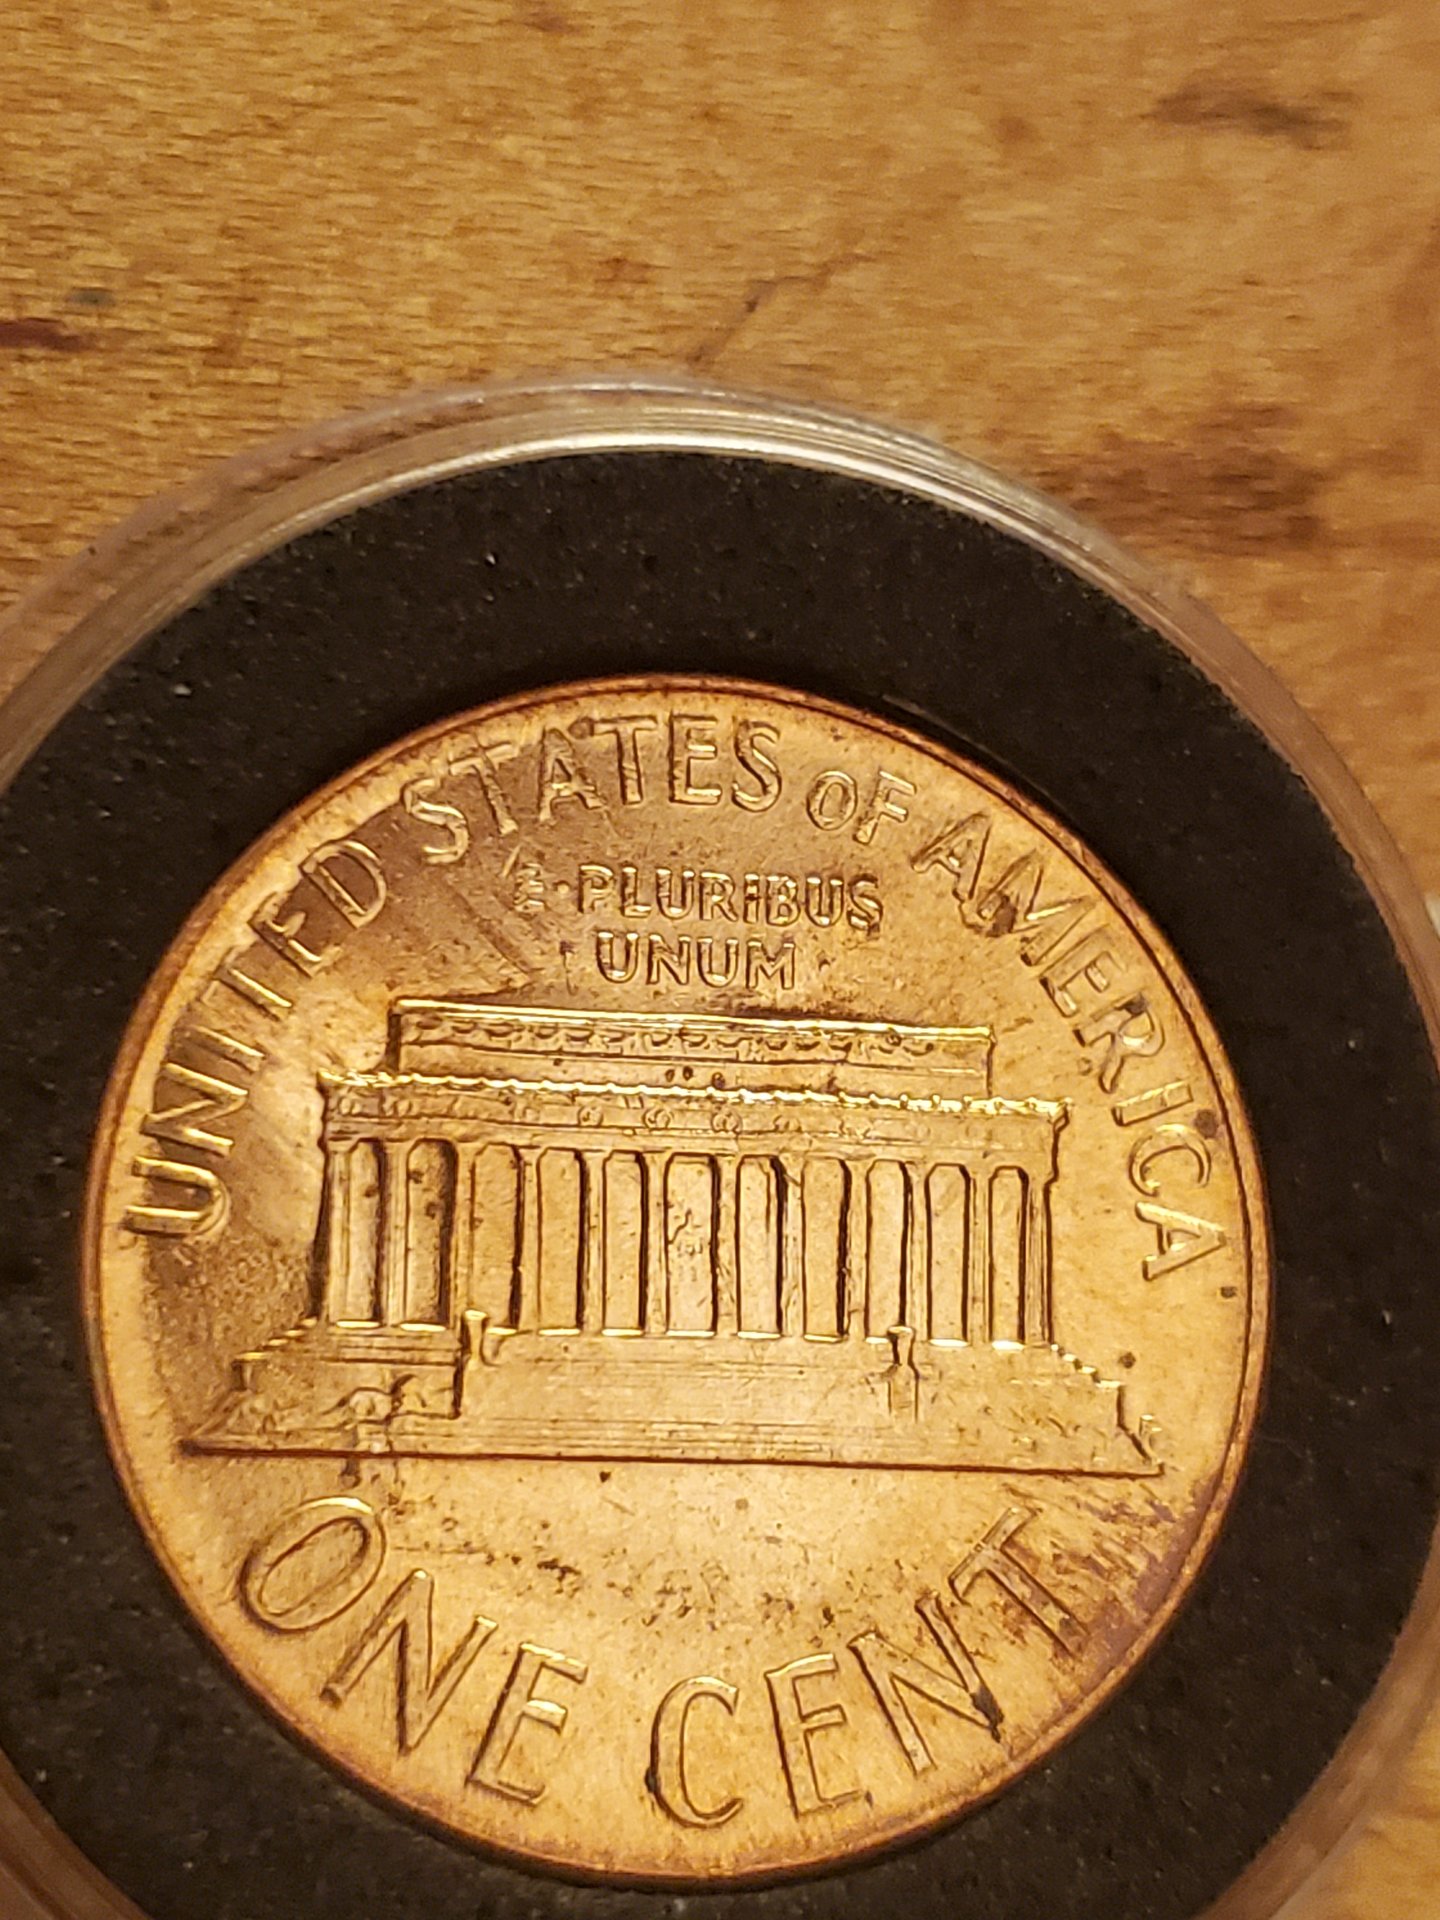 UNITED STATES OF AMERICA
E·PLURIBUS
UNUM
ONE CENT